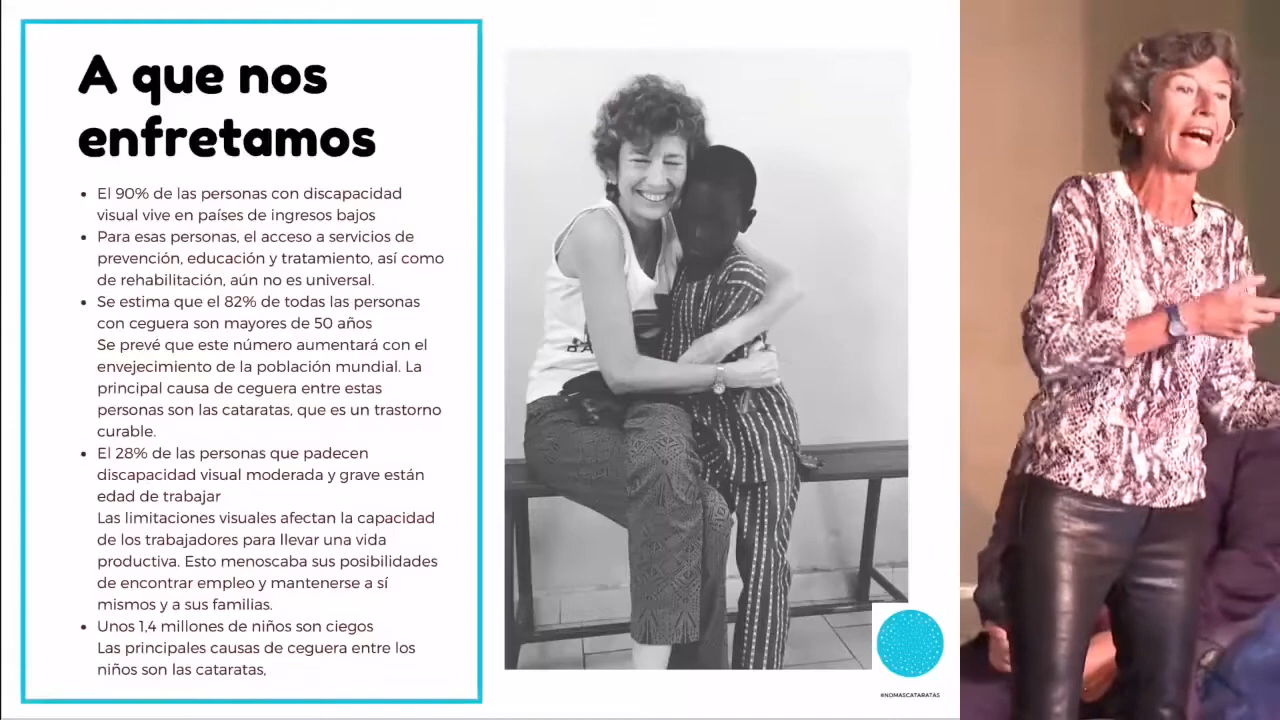 A que nos
enfretamos
• El 90% de las personas con discapacidad
visual vive en países de ingresos bajos
• Para esas personas, el acceso a servicios de
prevención, educación y tratamiento, así como
de rehabilitación, aún no es universal.
• Se estima que el 82% de todas las personas
con ceguera son mayores de 50 años
Se prevé que este número aumentará con el
envejecimiento de la población mundial. La
principal causa de ceguera entre estas
personas son las cataratas, que es un trastorno
curable.
• El 28% de las personas que padecen
discapacidad visual moderada y grave están
edad de trabajar
Las limitaciones visuales afectan la capacidad
de los trabajadores para llevar una vida
productiva. Esto menoscaba sus posibilidades
de encontrar empleo y mantenerse a sí
mismos y a sus familias.
• Unos 1,4 millones de niños son ciegos
Las principales causas de ceguera entre los
niños son las cataratas,
#NOMASCATARATAS